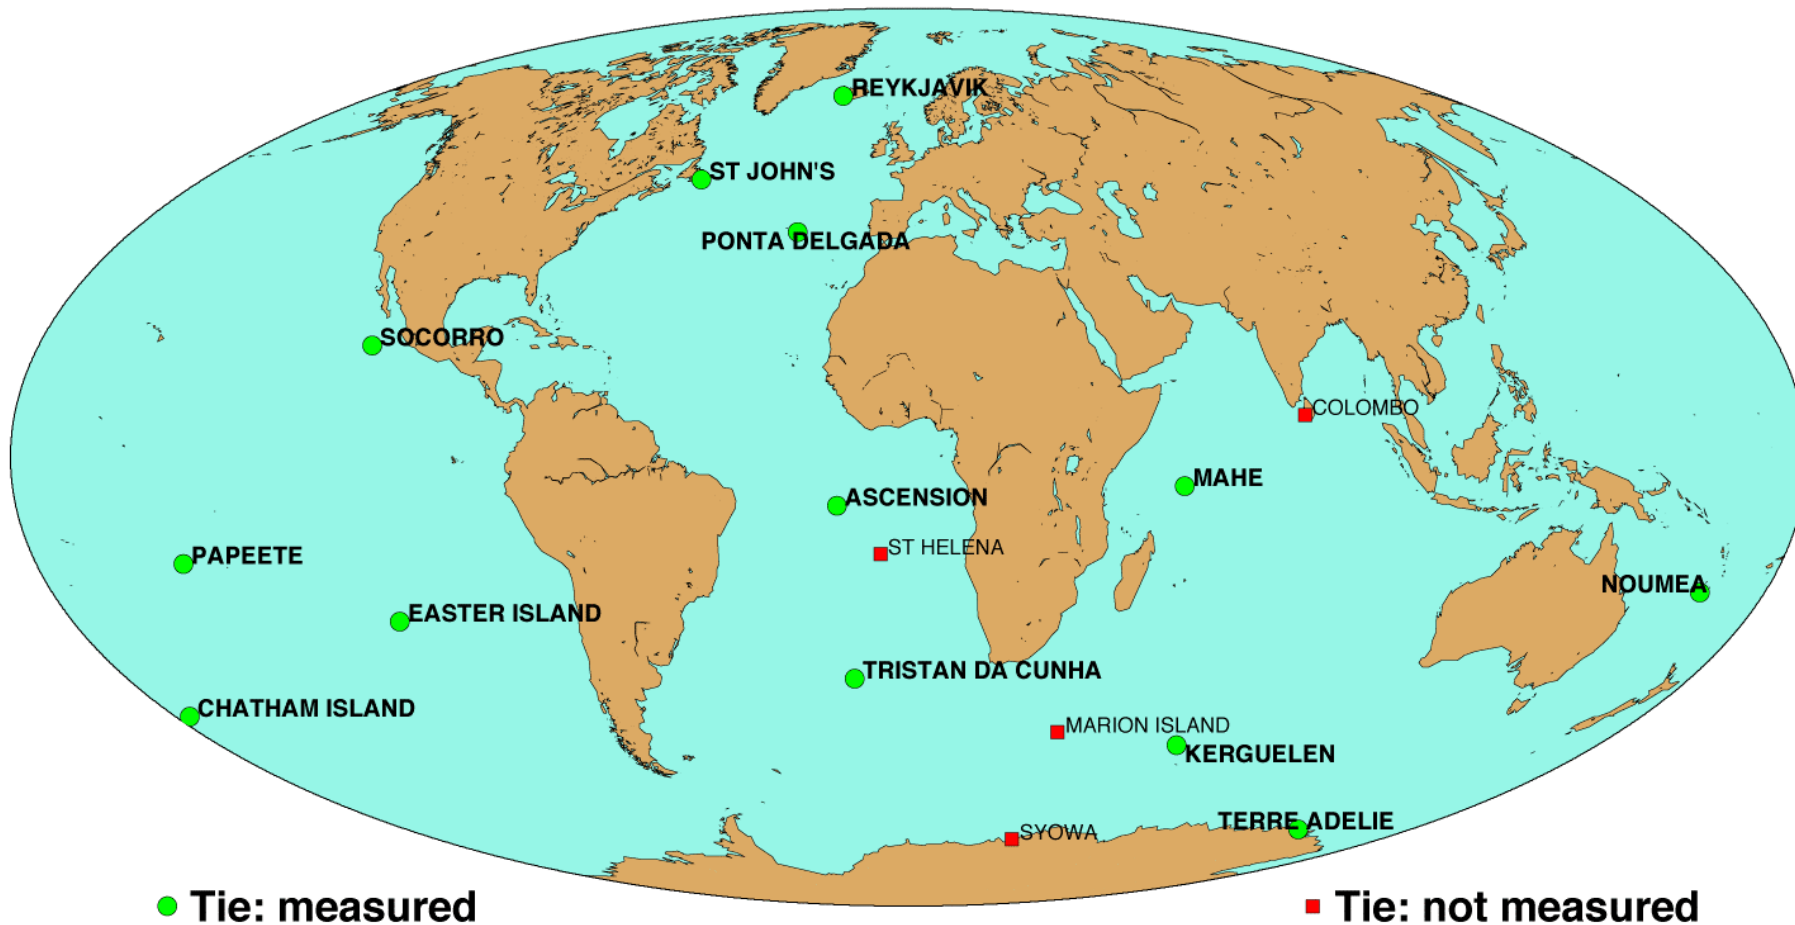 REYKJAVIK
ST JOHN'S
PONTA DELGADA
SOCORRO
COLOMBO
MAHE
ASCENSION
ST HELENA
PAPEETE
NOUMEA
EASTER ISLAND
TRISTAN DA CUNHA
CHATHAM ISLAND
MARION ISLAND
KERGUELEN
TERRE ADELIE
SYOWA
Tie: measured
Tie: not measured